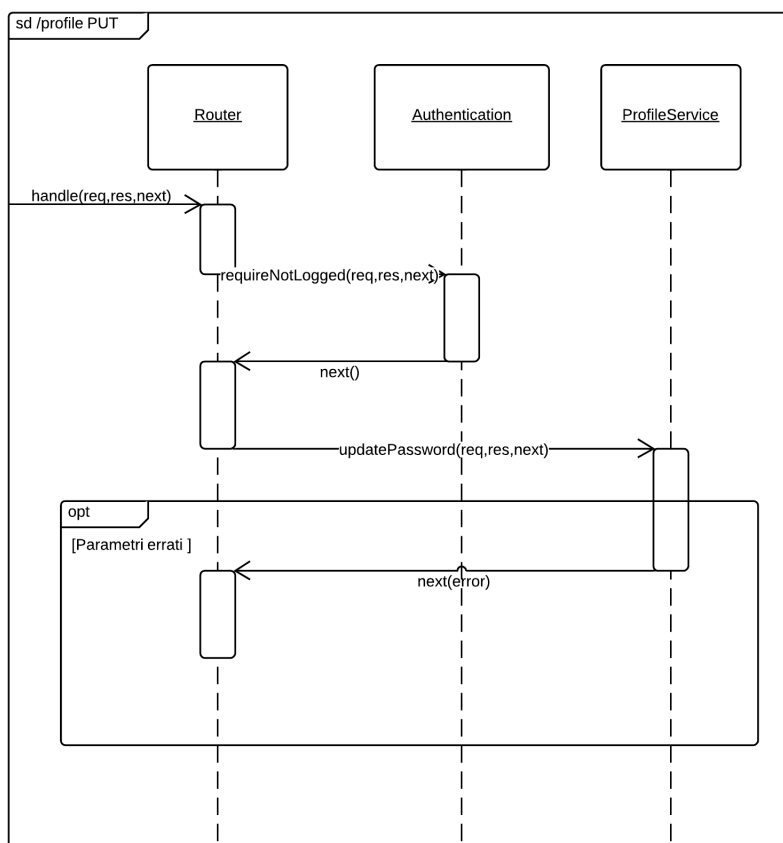 sd /profile PUT
Router
Authentication
ProfileService
handle(req,res,next)
requireNotLogged(req,res,next)
next()
updatePassword(req,res,next)
opt
[Parametri errati ]
next(error)